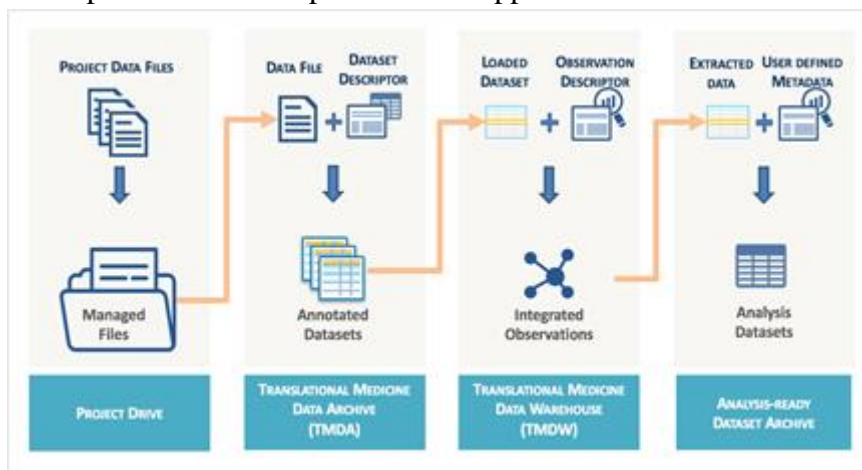 PROJECT DATA FILES
Managed
Files
PROJECT DRIVE
DATA FILE
DATASET
DESCRIPTOR
Annotated
Datasets
TRANSLATIONAL MEDICINE
DATA ARCHIVE
(TMDA)
LOADED
DATASET
OBSERVATION
DESCRIPTOR
Integrated
Observations
TRANSLATIONAL MEDICINE
DATA WAREHOUSE
(TMDW)
EXTRACTED
DATA
USER DEFINED
METADATA
Analysis
Datasets
ANALYSIS-READY
DATASET ARCHIVE